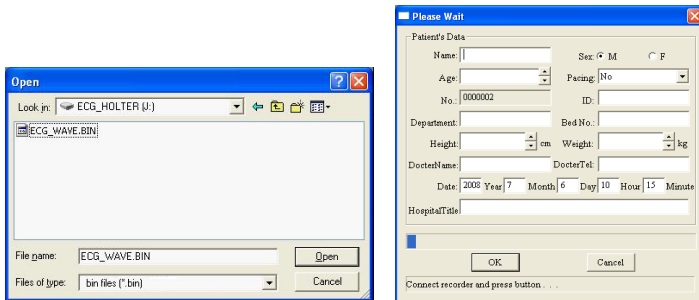 Open
Look in: ECG_HOLTER (J:)
ECG_WAVE.BIN
File name: ECG_WAVE.BIN Open
Files of type: bin files (*.bin) Cancel
Please Wait
Patient's Data
Name: Sex: M F
Age: Pacing: No
No.: 0000002 ID:
Department: Bed No.:
Height: cm Weight: kg
DocterName: DocterTel:
Date: 2008 Year 7 Month 6 Day 10 Hour 15 Minute
HospitalTitle
OK Cancel
Connect recorder and press button . . .